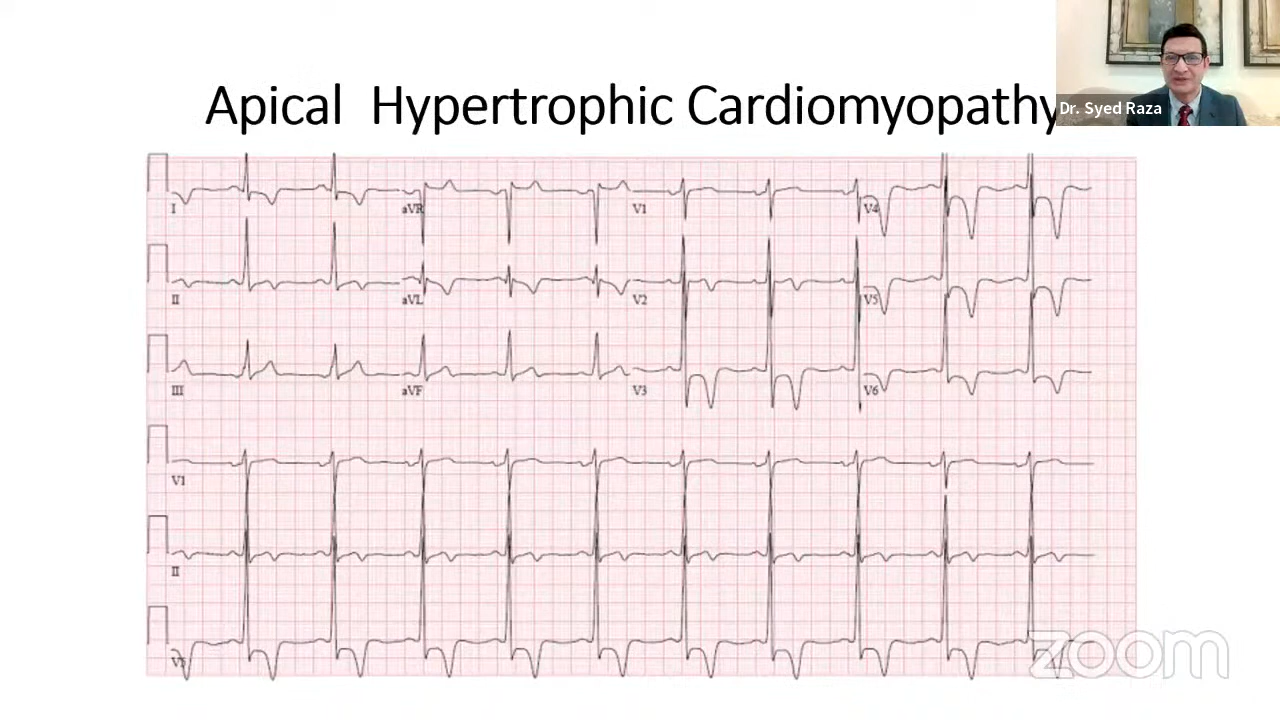 Apical  Hypertrophic Cardiomyopathy
Dr. Syed Raza
I aVR V1 V4
II aVL V2 V5
III aVF V3 V6
V1
II
V5
zoom